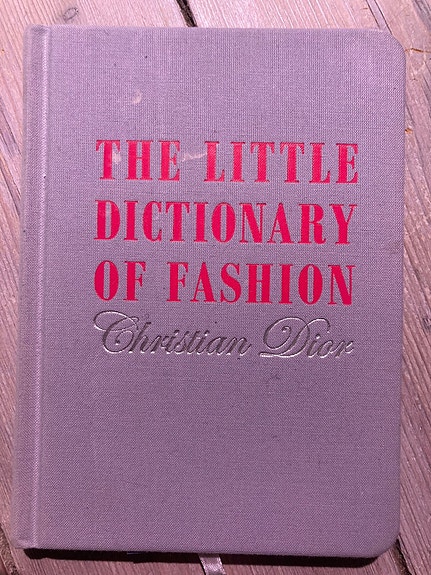 THE LITTLE
DICTIONARY
OF FASHION
Christian Dior